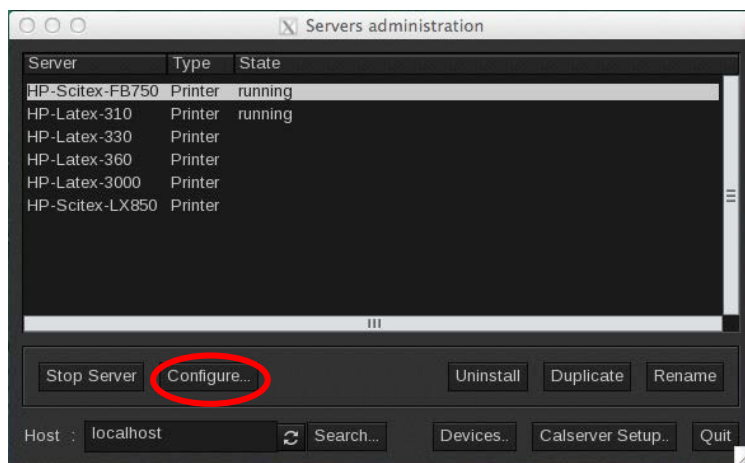 Servers administration
Server Type State
HP-Scitex-FB750 Printer running
HP-Latex-310 Printer running
HP-Latex-330 Printer
HP-Latex-360 Printer
HP-Latex-3000 Printer
HP-Scitex-LX850 Printer
Stop Server Configure... Uninstall Duplicate Rename
Host : localhost Search... Devices.. Calserver Setup.. Quit